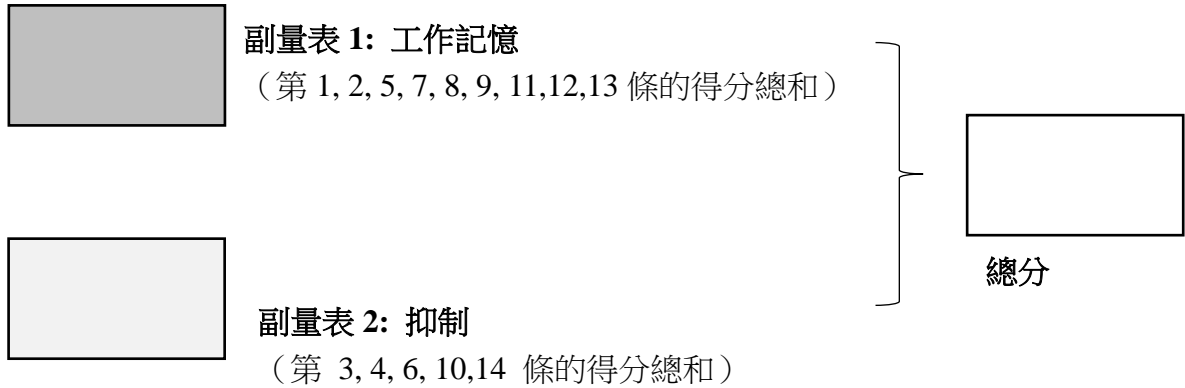 副量表 1: 工作記憶
（第 1, 2, 5, 7, 8, 9, 11,12,13 條的得分總和）
總分
副量表 2: 抑制
（第 3, 4, 6, 10,14 條的得分總和）